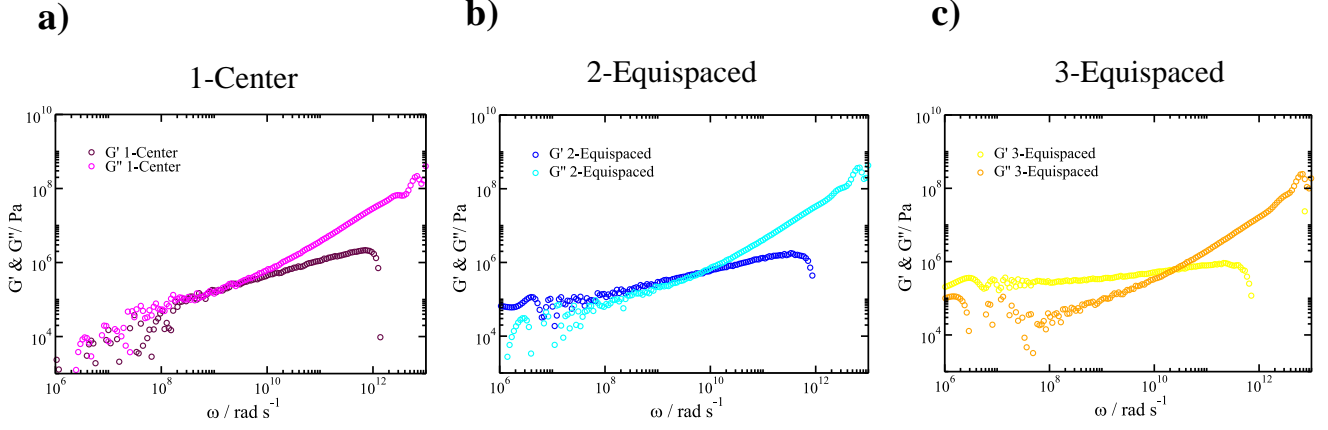 a)
1-Center
G' 1-Center
G'' 1-Center
G' & G''/ Pa
10^10
10^8
10^6
10^4
10^6
10^8
10^10
10^12
ω / rad s^-1
b)
2-Equispaced
G' 2-Equispaced
G'' 2-Equispaced
G' & G''/ Pa
10^10
10^8
10^6
10^4
10^6
10^8
10^10
10^12
ω / rad s^-1
c)
3-Equispaced
G' 3-Equispaced
G'' 3-Equispaced
G' & G''/ Pa
10^10
10^8
10^6
10^4
10^6
10^8
10^10
10^12
ω / rad s^-1